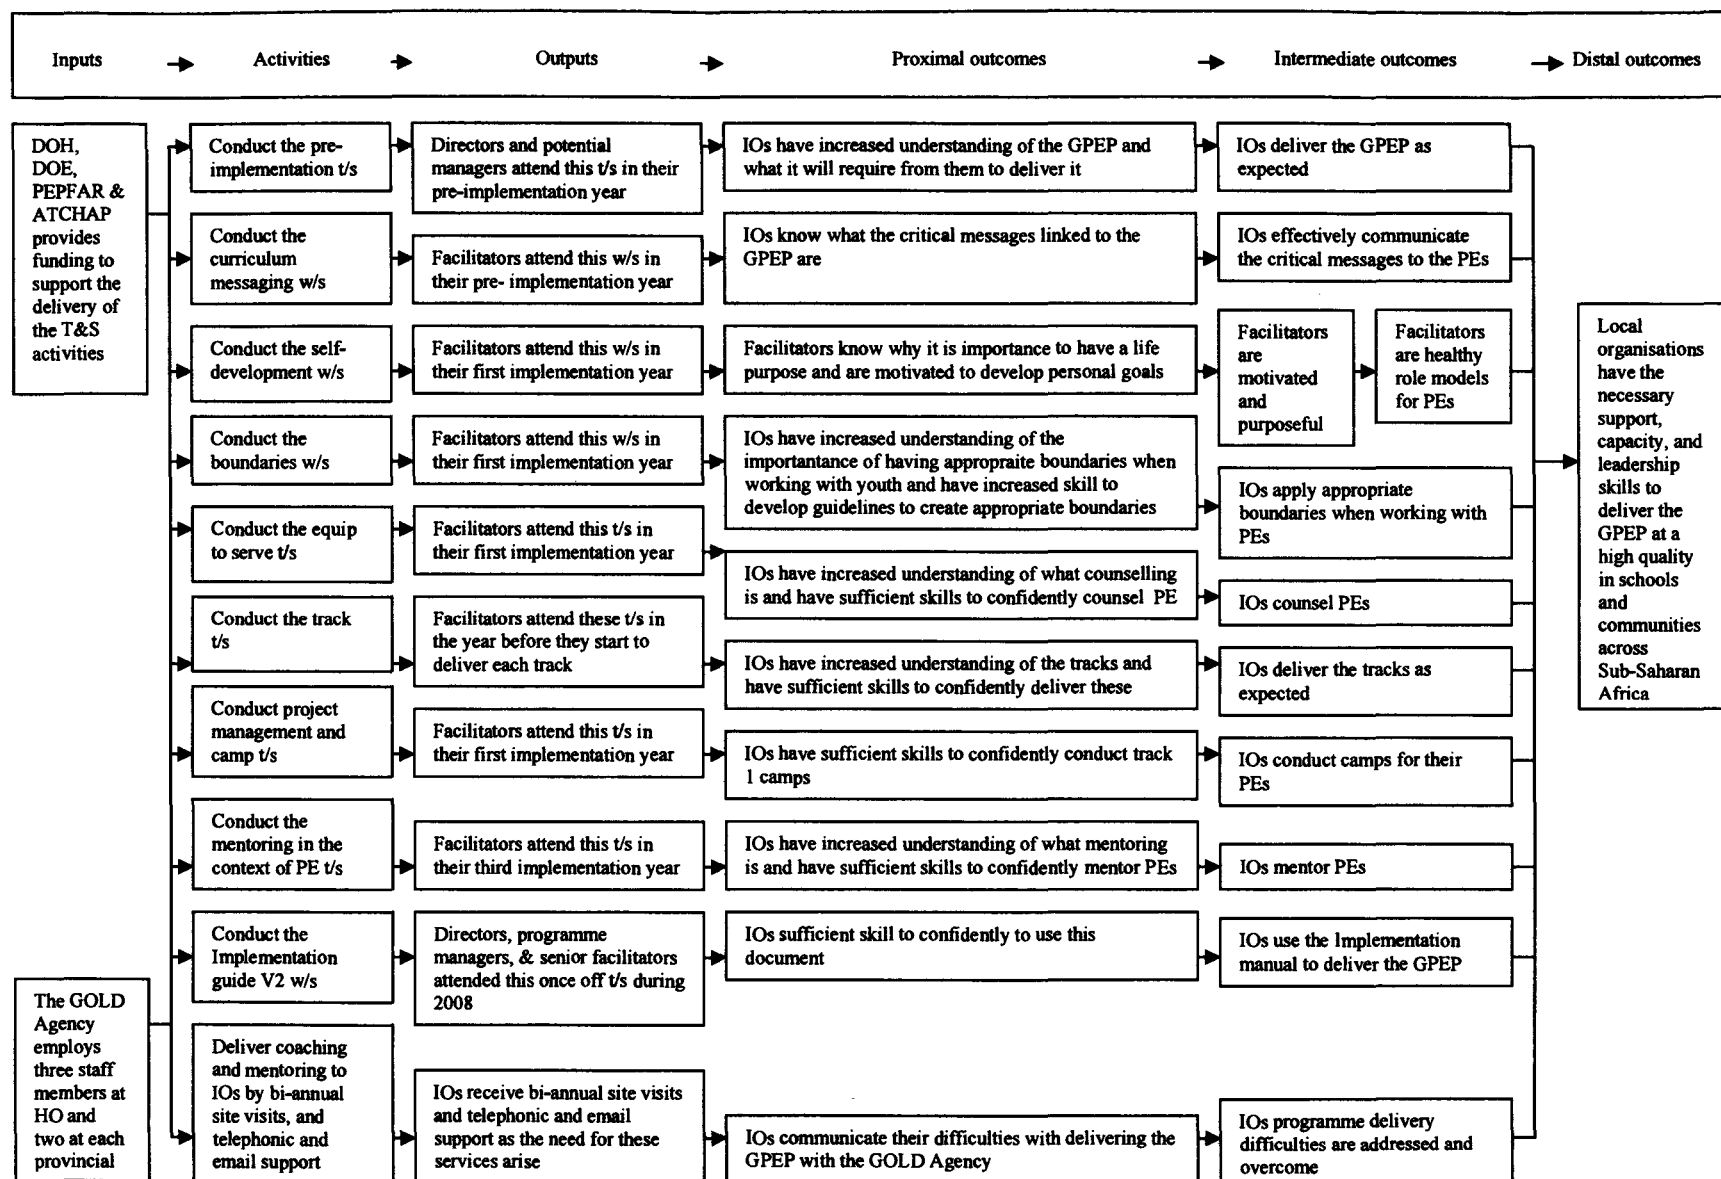 Inputs
Activities
Outputs
Proximal outcomes
Intermediate outcomes
Distal outcomes
DOH,
DOE,
PEPFAR &
ATCHAP
provides
funding to
support the
delivery of
the T&S
activities
The GOLD
Agency
employs
three staff
members at
HO and
two at each
provincial
Conduct the pre-
implementation t/s
Directors and potential
managers attend this t/s in their
pre-implementation year
IOs have increased understanding of the GPEP and
what it will require from them to deliver it
IOs deliver the GPEP as
expected
Conduct the
curriculum
messaging w/s
Facilitators attend this w/s in
their pre- implementation year
IOs know what the critical messages linked to the
GPEP are
IOs effectively communicate
the critical messages to the PEs
Conduct the self-
development w/s
Facilitators attend this w/s in
their first implementation year
Facilitators know why it is importance to have a life
purpose and are motivated to develop personal goals
Facilitators
are
motivated
and
purposeful
Facilitators
are healthy
role models
for PEs
Conduct the
boundaries w/s
Facilitators attend this w/s in
their first implementation year
IOs have increased understanding of the
importantance of having appropraite boundaries when
working with youth and have increased skill to
develop guidelines to create appropriate boundaries
IOs apply appropriate
boundaries when working with
PEs
Conduct the equip
to serve t/s
Facilitators attend this t/s in
their first implementation year
IOs have increased understanding of what counselling
is and have sufficient skills to confidently counsel PE
IOs counsel PEs
Conduct the track
t/s
Facilitators attend these t/s in
the year before they start to
deliver each track
IOs have increased understanding of the tracks and
have sufficient skills to confidently deliver these
IOs deliver the tracks as
expected
Conduct project
management and
camp t/s
Facilitators attend this t/s in
their first implementation year
IOs have sufficient skills to confidently conduct track
1 camps
IOs conduct camps for their
PEs
Conduct the
mentoring in the
context of PE t/s
Facilitators attend this t/s in
their third implementation year
IOs have increased understanding of what mentoring
is and have sufficient skills to confidently mentor PEs
IOs mentor PEs
Conduct the
Implementation
guide V2 w/s
Directors, programme
managers, & senior facilitators
attended this once off t/s during
2008
IOs sufficient skill to confidently to use this
document
IOs use the Implementation
manual to deliver the GPEP
Deliver coaching
and mentoring to
IOs by bi-annual
site visits, and
telephonic and
email support
IOs receive bi-annual site visits
and telephonic and email
support as the need for these
services arise
IOs communicate their difficulties with delivering the
GPEP with the GOLD Agency
IOs programme delivery
difficulties are addressed and
overcome
Local
organisations
have the
necessary
support,
capacity, and
leadership
skills to
deliver the
GPEP at a
high quality
in schools
and
communities
across
Sub-Saharan
Africa